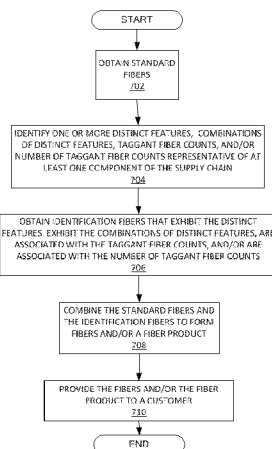 START
OBTAIN STANDARD
FIBERS
702
IDENTIFY ONE OR MORE DISTINCT FEATURES, COMBINATIONS
OF DISTINCT FEATURES, TAGGANT FIBER COUNTS, AND/OR
NUMBER OF TAGGANT FIBER COUNTS REPRESENTATIVE OF AT
LEAST ONE COMPONENT OF THE SUPPLY CHAIN
704
OBTAIN IDENTIFICATION FIBERS THAT EXHIBIT THE DISTINCT
FEATURES, EXHIBIT THE COMBINATIONS OF DISTINCT FEATURES, ARE
ASSOCIATED WITH THE TAGGANT FIBER COUNTS, AND/OR ARE
ASSOCIATED WITH THE NUMBER OF TAGGANT FIBER COUNTS
706
COMBINE THE STANDARD FIBERS AND
THE IDENTIFICATION FIBERS TO FORM
FIBERS AND/OR A FIBER PRODUCT
708
PROVIDE THE FIBERS AND/OR THE FIBER
PRODUCT TO A CUSTOMER
710
END